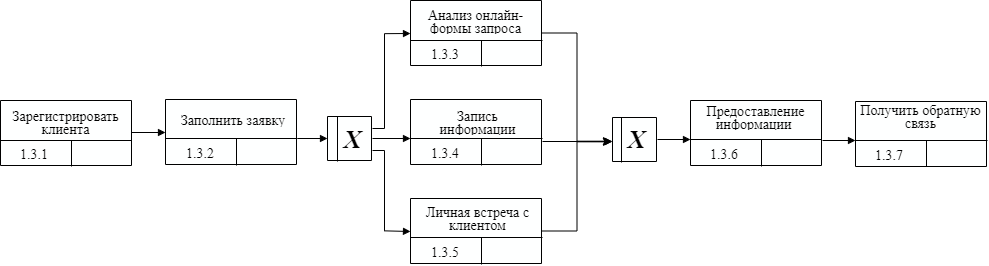 Зарегистрировать
клиента
1.3.1
Заполнить заявку
1.3.2
X
Анализ онлайн-
формы запроса
1.3.3
Запись
информации
1.3.4
Личная встреча с
клиентом
1.3.5
X
Предоставление
информации
1.3.6
Получить обратную
связь
1.3.7